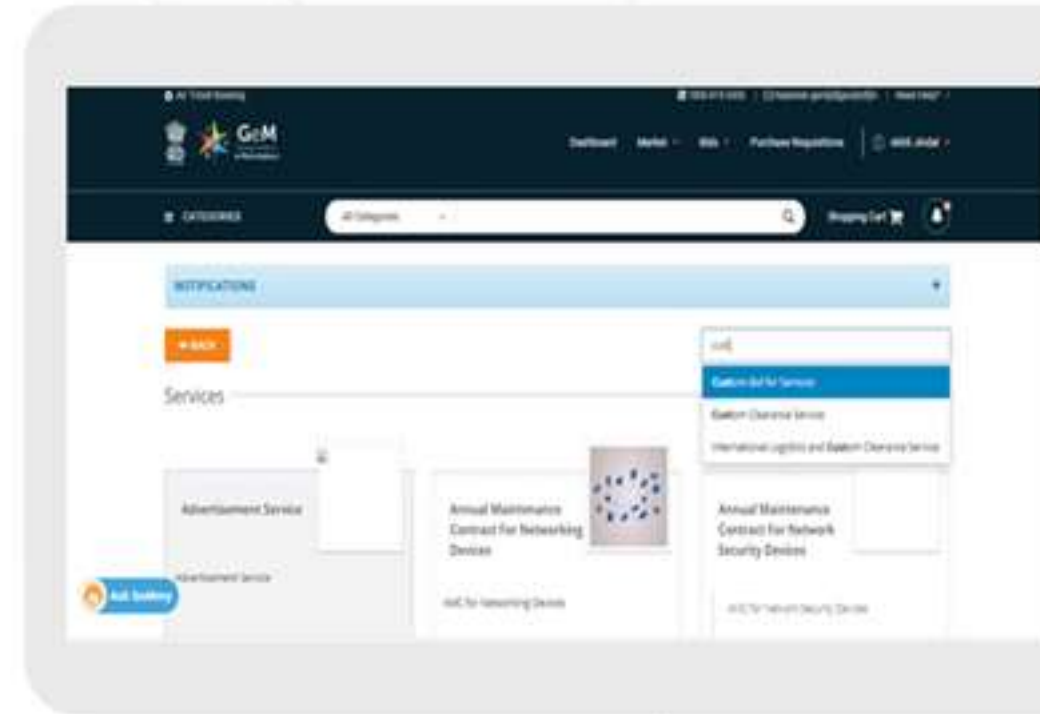 GeM
Dashboard Market Bids Purchase Requisitions
CATEGORIES
All Categories
Shopping Cart
NOTIFICATIONS
BACK
cust
Custom Bid for Services
Services
Custom Clearance Service
International Logistics and Custom Clearance Service
Advertisement Service
Annual Maintenance
Contract For Networking
Devices
Annual Maintenance
Contract For Network
Security Devices
Advertisement Service
AMC for Networking Devices
AMC for Network Security Devices
Ask